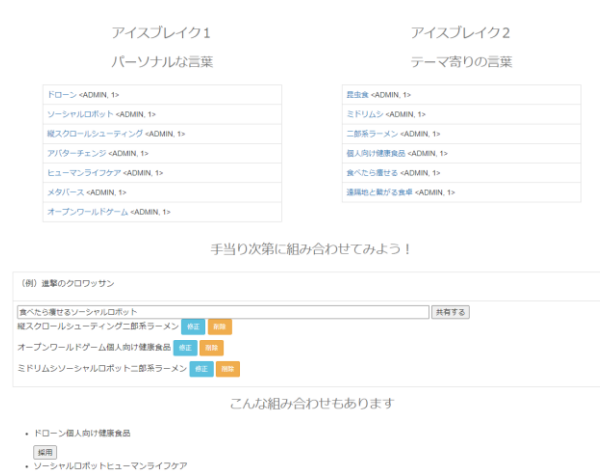 アイスブレイク1
パーソナルな言葉
ドローン <ADMIN, 1>
ソーシャルロボット <ADMIN, 1>
縦スクロールシューティング <ADMIN, 1>
アバターチェンジ <ADMIN, 1>
ヒューマンライフケア <ADMIN, 1>
メタバース <ADMIN, 1>
オープンワールドゲーム <ADMIN, 1>
アイスブレイク2
テーマ寄りの言葉
昆虫食 <ADMIN, 1>
ミドリムシ <ADMIN, 1>
二郎系ラーメン <ADMIN, 1>
個人向け健康食品 <ADMIN, 1>
食べたら痩せる <ADMIN, 1>
遠隔地と繋がる食卓 <ADMIN, 1>
手当り次第に組み合わせてみよう！
（例）進撃のクロワッサン
食べたら痩せるソーシャルロボット 共有する
縦スクロールシューティング二郎系ラーメン 修正 削除
オープンワールドゲーム個人向け健康食品 修正 削除
ミドリムシソーシャルロボット二郎系ラーメン 修正 削除
こんな組み合わせもあります
• ドローン個人向け健康食品
採用
• ソーシャルロボットヒューマンライフケア